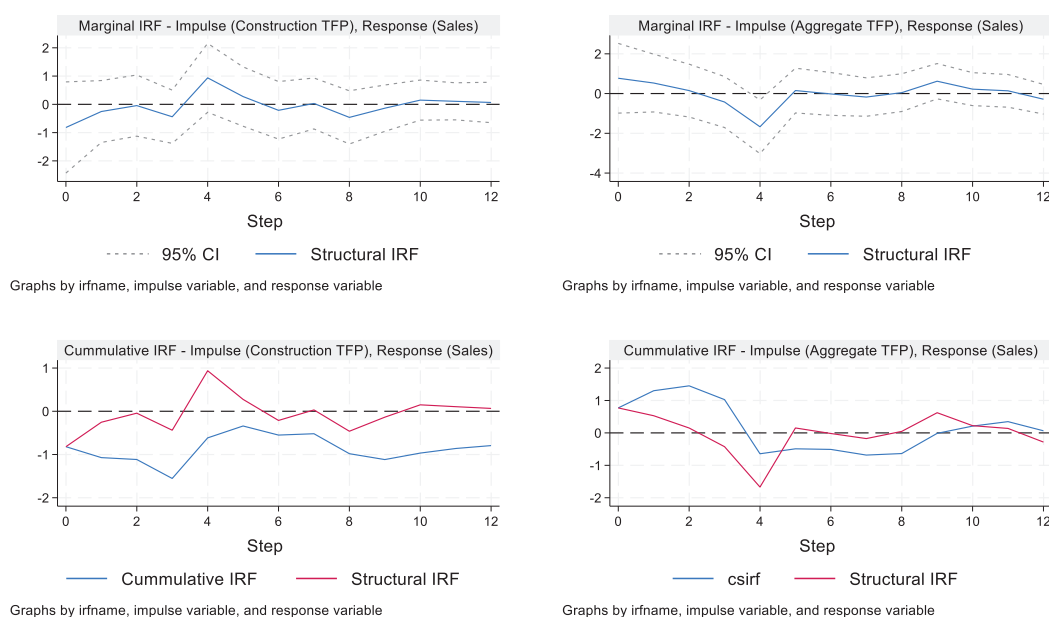 Marginal IRF - Impulse (Construction TFP), Response (Sales)
2
1
0
-1
-2
0 2 4 6 8 10 12
Step
95% CI Structural IRF
Graphs by irfname, impulse variable, and response variable
Marginal IRF - Impulse (Aggregate TFP), Response (Sales)
2
0
-2
-4
0 2 4 6 8 10 12
Step
95% CI Structural IRF
Graphs by irfname, impulse variable, and response variable
Cummulative IRF - Impulse (Construction TFP), Response (Sales)
1
0
-1
-2
0 2 4 6 8 10 12
Step
Cummulative IRF Structural IRF
Graphs by irfname, impulse variable, and response variable
Cummulative IRF - Impulse (Aggregate TFP), Response (Sales)
2
1
0
-1
-2
0 2 4 6 8 10 12
Step
csirf Structural IRF
Graphs by irfname, impulse variable, and response variable